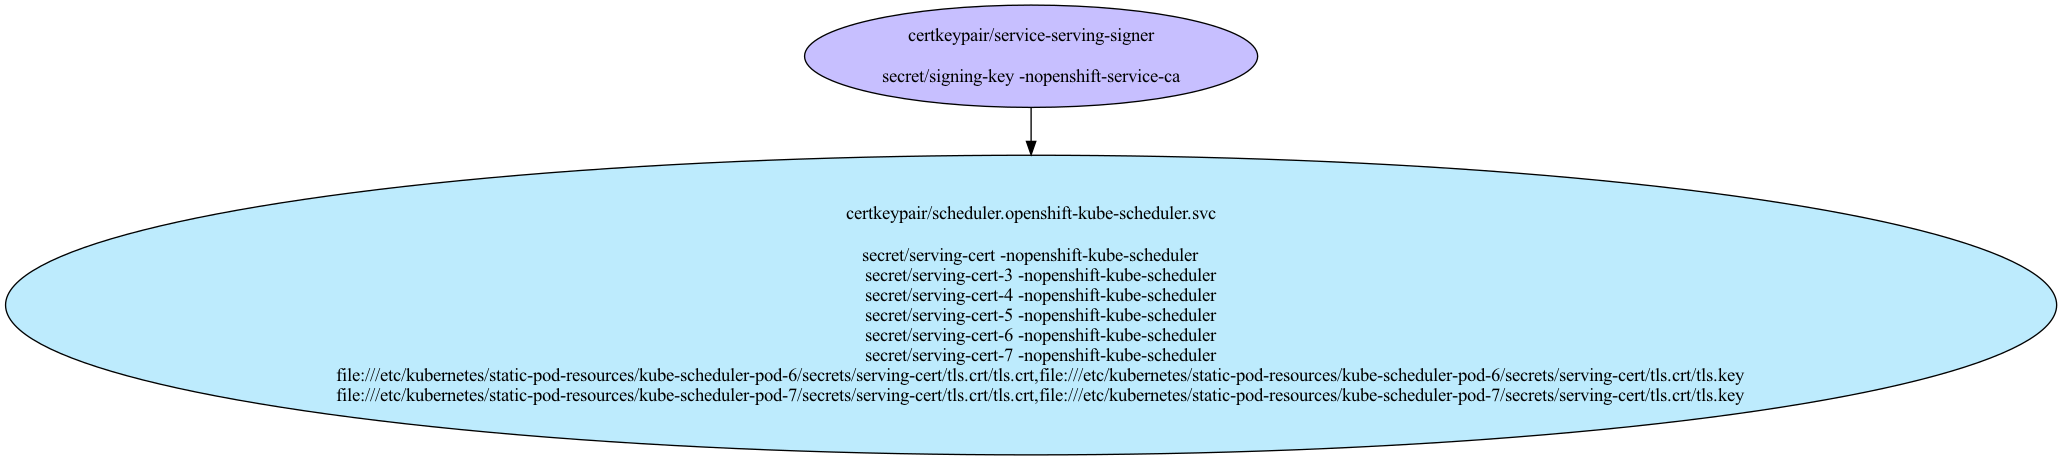 certkeypair/service-serving-signer
secret/signing-key -nopenshift-service-ca
certkeypair/scheduler.openshift-kube-scheduler.svc
secret/serving-cert -nopenshift-kube-scheduler
secret/serving-cert-3 -nopenshift-kube-scheduler
secret/serving-cert-4 -nopenshift-kube-scheduler
secret/serving-cert-5 -nopenshift-kube-scheduler
secret/serving-cert-6 -nopenshift-kube-scheduler
secret/serving-cert-7 -nopenshift-kube-scheduler
file:///etc/kubernetes/static-pod-resources/kube-scheduler-pod-6/secrets/serving-cert/tls.crt/tls.crt,file:///etc/kubernetes/static-pod-resources/kube-scheduler-pod-6/secrets/serving-cert/tls.crt/tls.key
file:///etc/kubernetes/static-pod-resources/kube-scheduler-pod-7/secrets/serving-cert/tls.crt/tls.crt,file:///etc/kubernetes/static-pod-resources/kube-scheduler-pod-7/secrets/serving-cert/tls.crt/tls.key